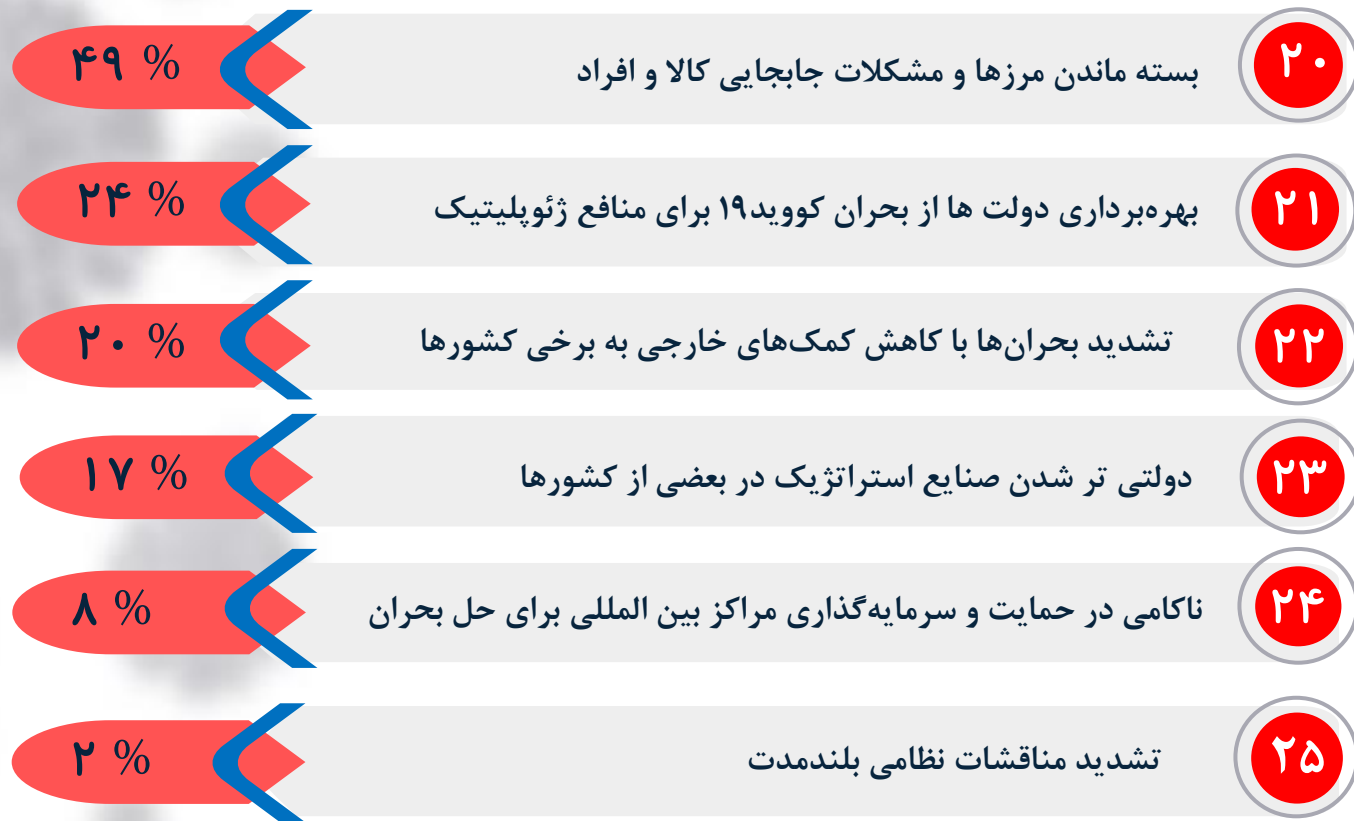 ۲۰ بسته ماندن مرزها و مشکلات جابجایی کالا و افراد ۴۹ %
۲۱ بهره‌برداری دولت ها از بحران کووید۱۹ برای منافع ژئوپلیتیک ۲۴ %
۲۲ تشدید بحران‌ها با کاهش کمک‌های خارجی به برخی کشورها ۲۰ %
۲۳ دولتی تر شدن صنایع استراتژیک در بعضی از کشورها ۱۷ %
۲۴ ناکامی در حمایت و سرمایه‌گذاری مراکز بین المللی برای حل بحران ۸ %
۲۵ تشدید مناقشات نظامی بلندمدت ۲ %